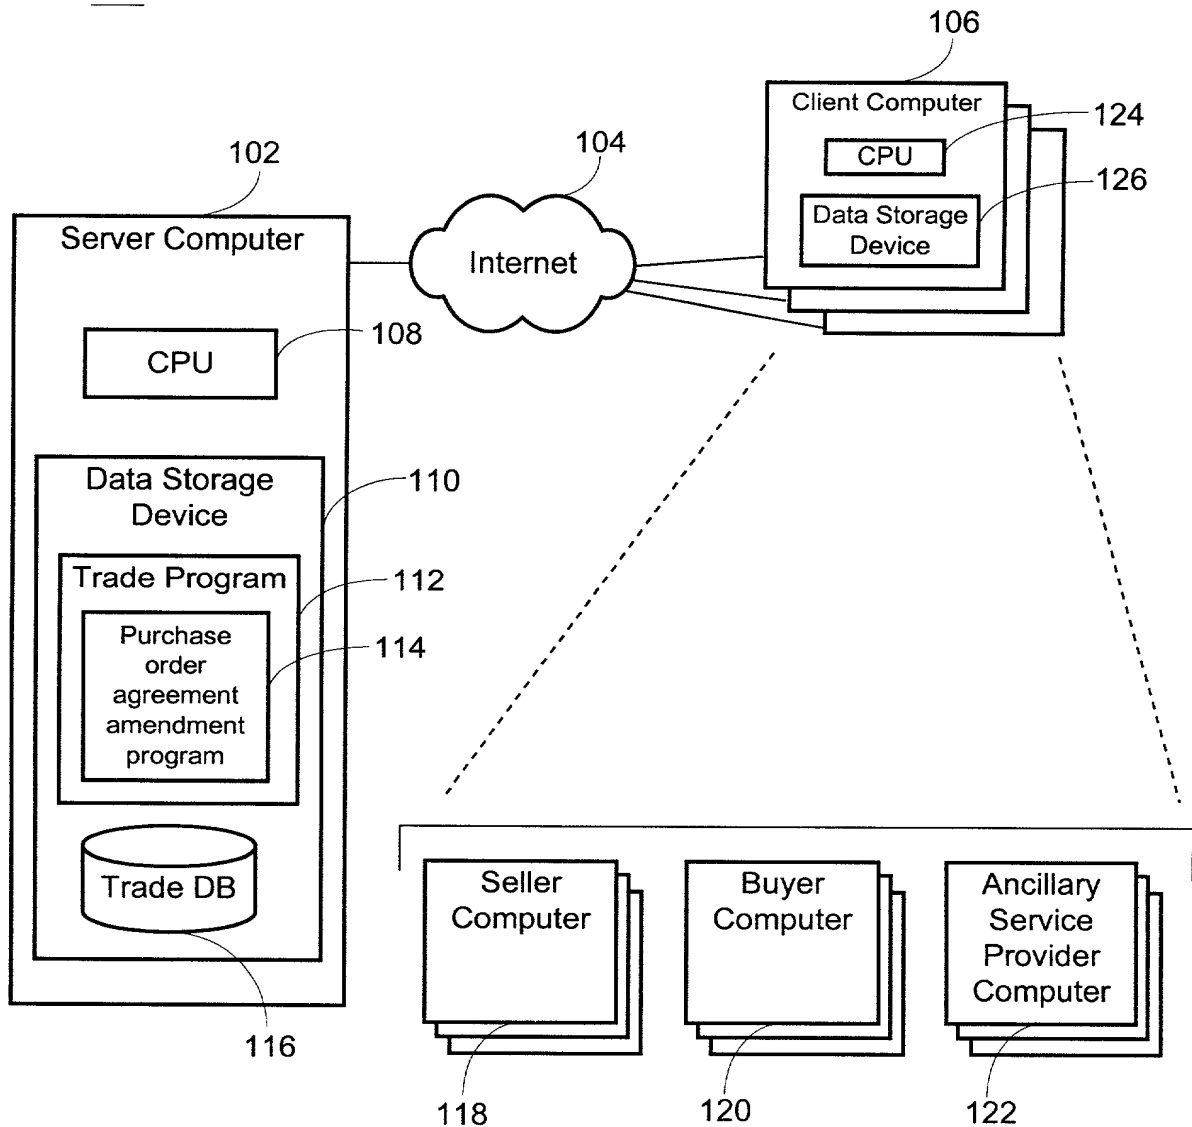 106
Client Computer
124
CPU
126
Data Storage
Device
104
Internet
102
Server Computer
108
CPU
110
Data Storage
Device
112
Trade Program
114
Purchase
order
agreement
amendment
program
Trade DB
116
Seller
Computer
118
Buyer
Computer
120
Ancillary
Service
Provider
Computer
122